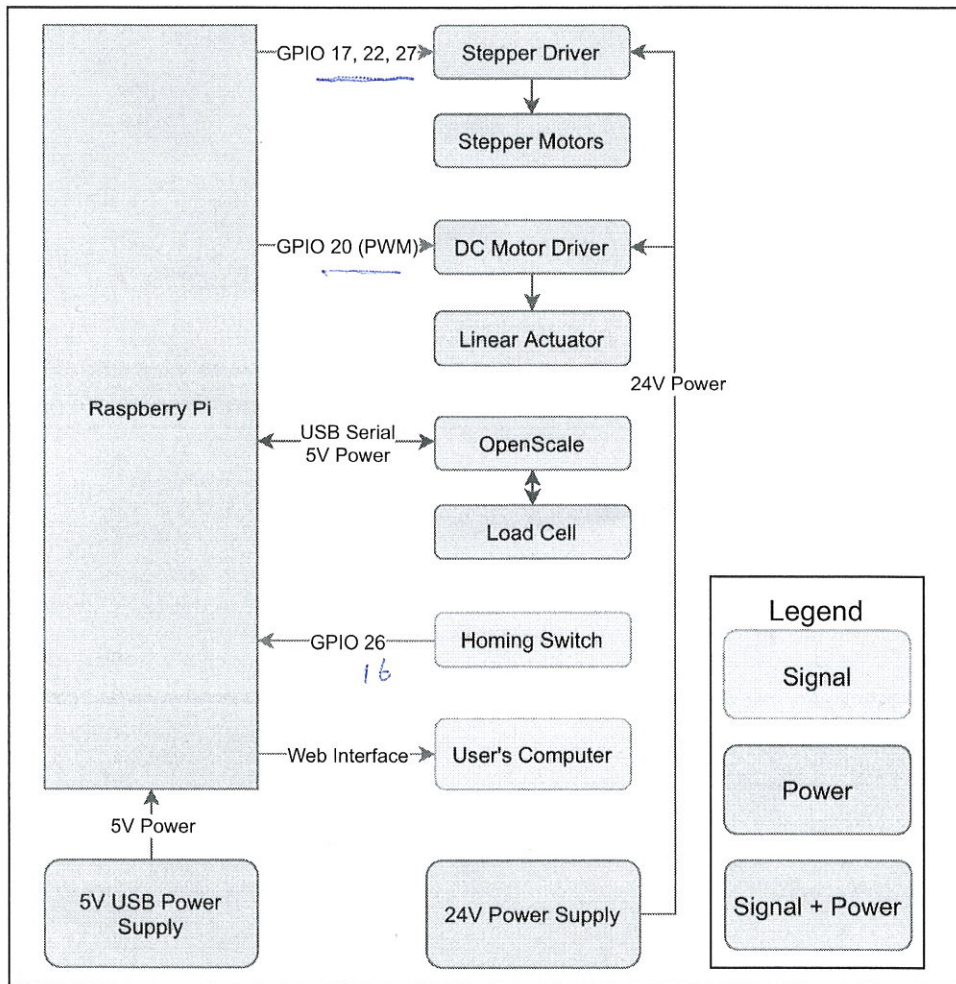 GPIO 17, 22, 27
Stepper Driver
Stepper Motors
GPIO 20 (PWM)
DC Motor Driver
Linear Actuator
24V Power
Raspberry Pi
USB Serial
5V Power
OpenScale
Load Cell
GPIO 26
16
Homing Switch
Web Interface
User's Computer
5V Power
5V USB Power
Supply
24V Power Supply
Legend
Signal
Power
Signal + Power